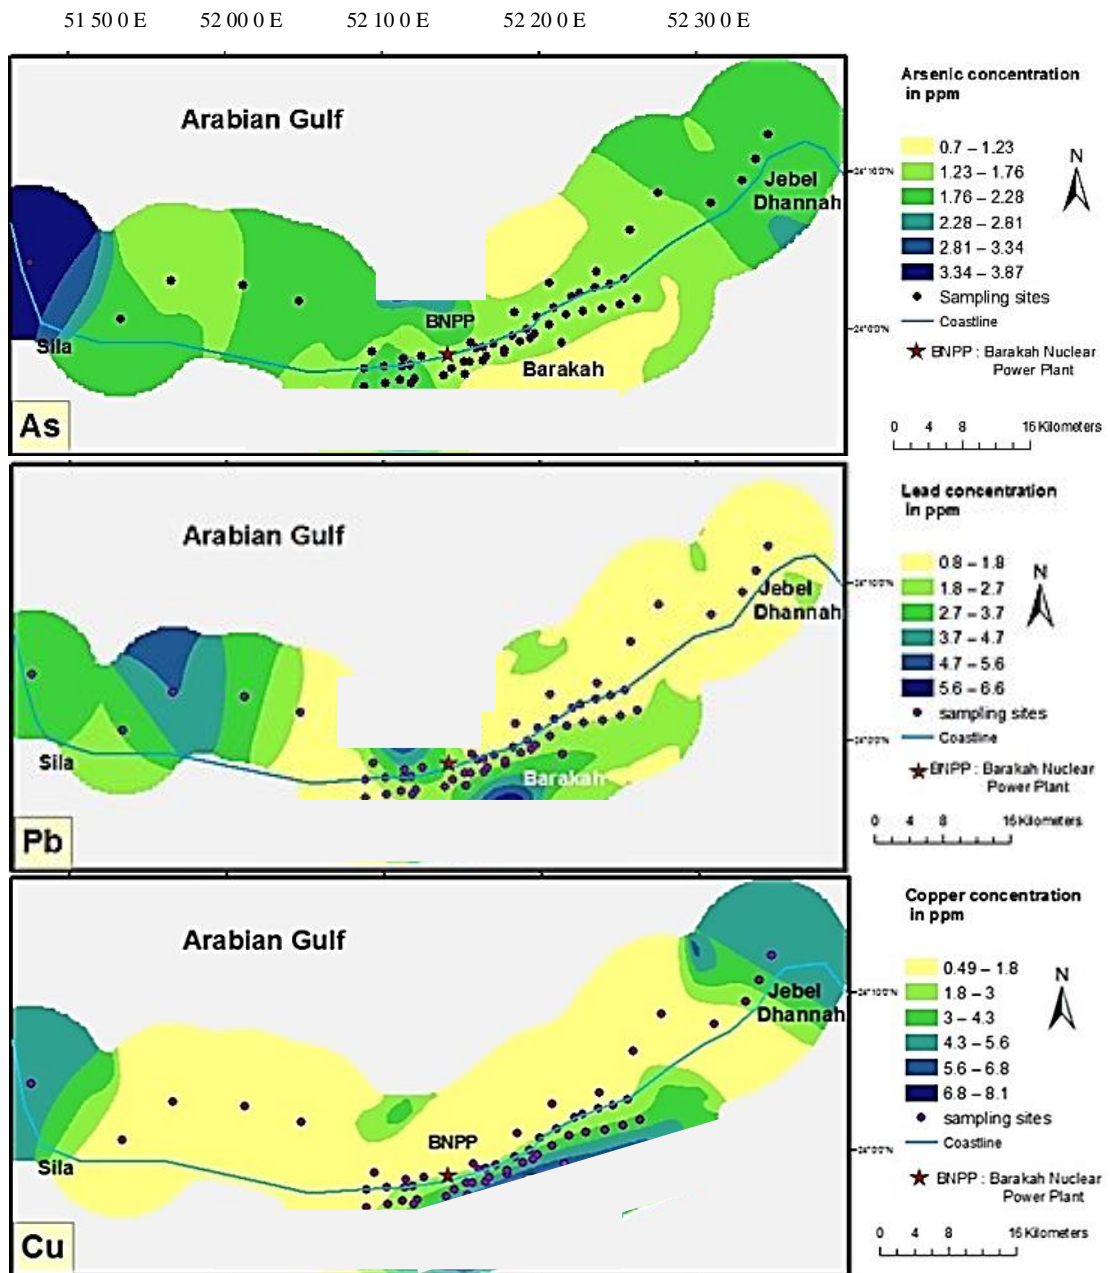 51 50 0 E 52 00 0 E 52 10 0 E 52 20 0 E 52 30 0 E
Arabian Gulf
Jebel
Dhannah
BNPP
Sila
Barakah
As
Arsenic concentration
in ppm
0.7 – 1.23
1.23 – 1.76
1.76 – 2.28
2.28 – 2.81
2.81 – 3.34
3.34 – 3.87
Sampling sites
Coastline
BNPP : Barakah Nuclear
Power Plant
N
0 4 8 16 Kilometers
Arabian Gulf
Jebel
Dhannah
Sila
Barakah
Pb
Lead concentration
in ppm
0.8 – 1.8
1.8 – 2.7
2.7 – 3.7
3.7 – 4.7
4.7 – 5.6
5.6 – 6.6
sampling sites
Coastline
BNPP : Barakah Nuclear
Power Plant
N
0 4 8 16 Kilometers
Arabian Gulf
Jebel
Dhannah
BNPP
Sila
Cu
Copper concentration
in ppm
0.49 – 1.8
1.8 – 3
3 – 4.3
4.3 – 5.6
5.6 – 6.8
6.8 – 8.1
sampling sites
Coastline
BNPP : Barakah Nuclear
Power Plant
N
0 4 8 16 Kilometers